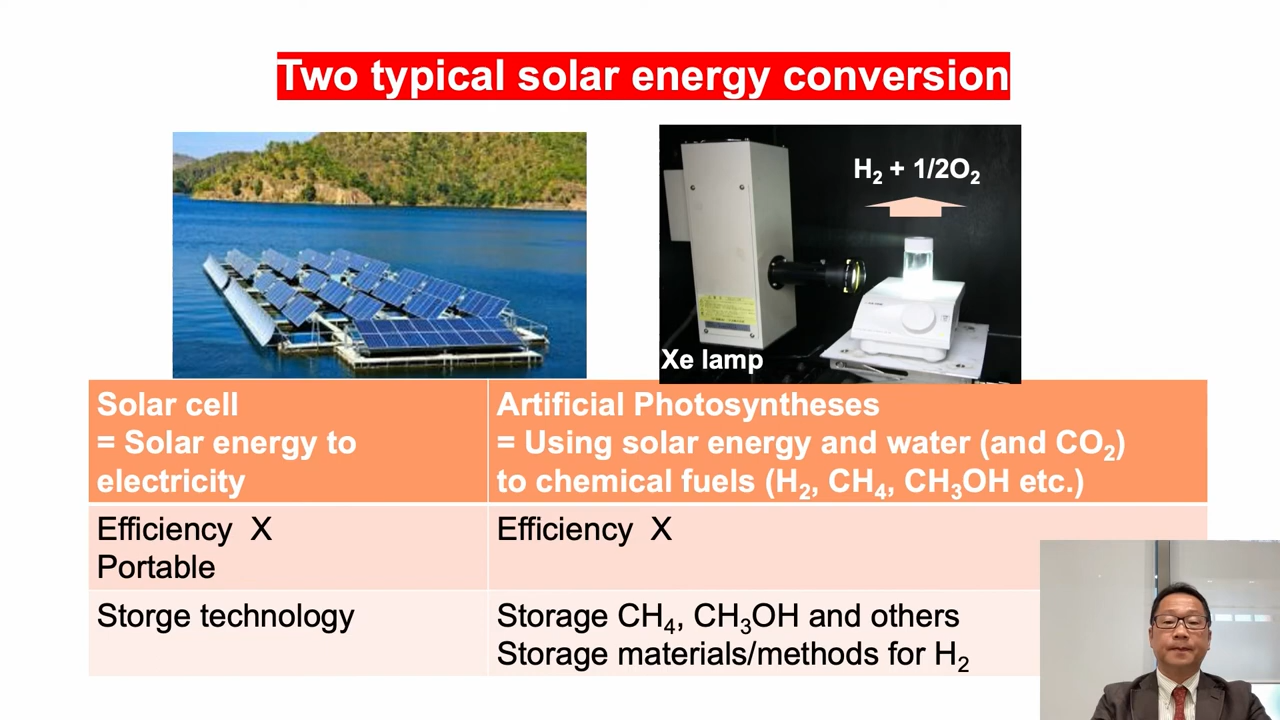 Two typical solar energy conversion
H₂ + 1/2O₂
Xe lamp
Solar cell
= Solar energy to
electricity
Artificial Photosyntheses
= Using solar energy and water (and CO₂)
to chemical fuels (H₂, CH₄, CH₃OH etc.)
Efficiency X
Portable
Efficiency X
Storge technology
Storage CH₄, CH₃OH and others
Storage materials/methods for H₂